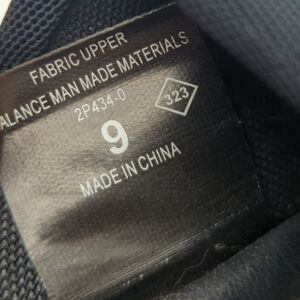 FABRIC UPPER
ALANCE MAN MADE MATERIALS
2P434-0
323
9
MADE IN CHINA